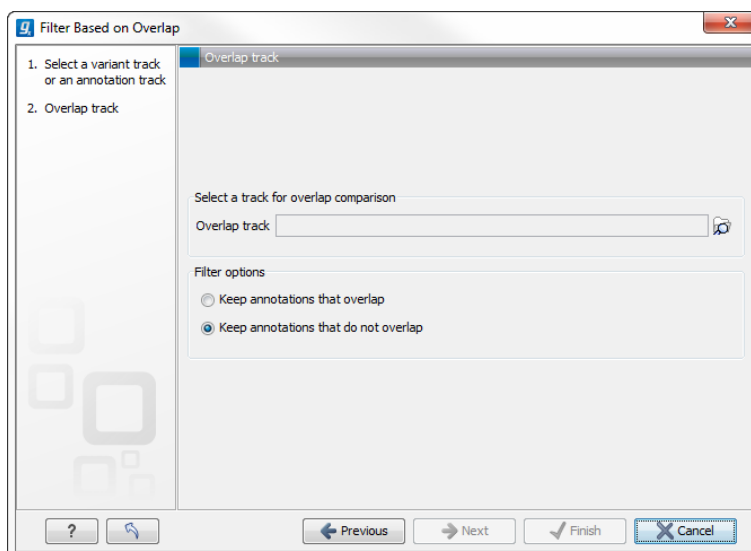 Filter Based on Overlap
1. Select a variant track
or an annotation track
2. Overlap track
Overlap track
Select a track for overlap comparison
Overlap track
Filter options
Keep annotations that overlap
Keep annotations that do not overlap
?
Previous
Next
Finish
Cancel